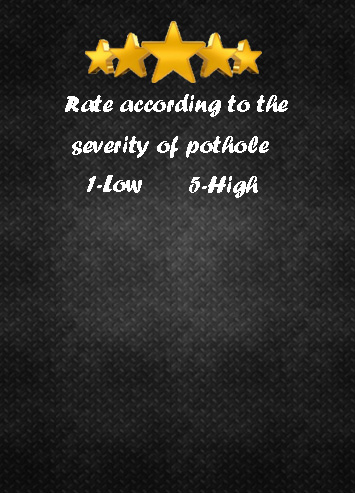 Rate according to the
severity of pothole
1-Low 5-High